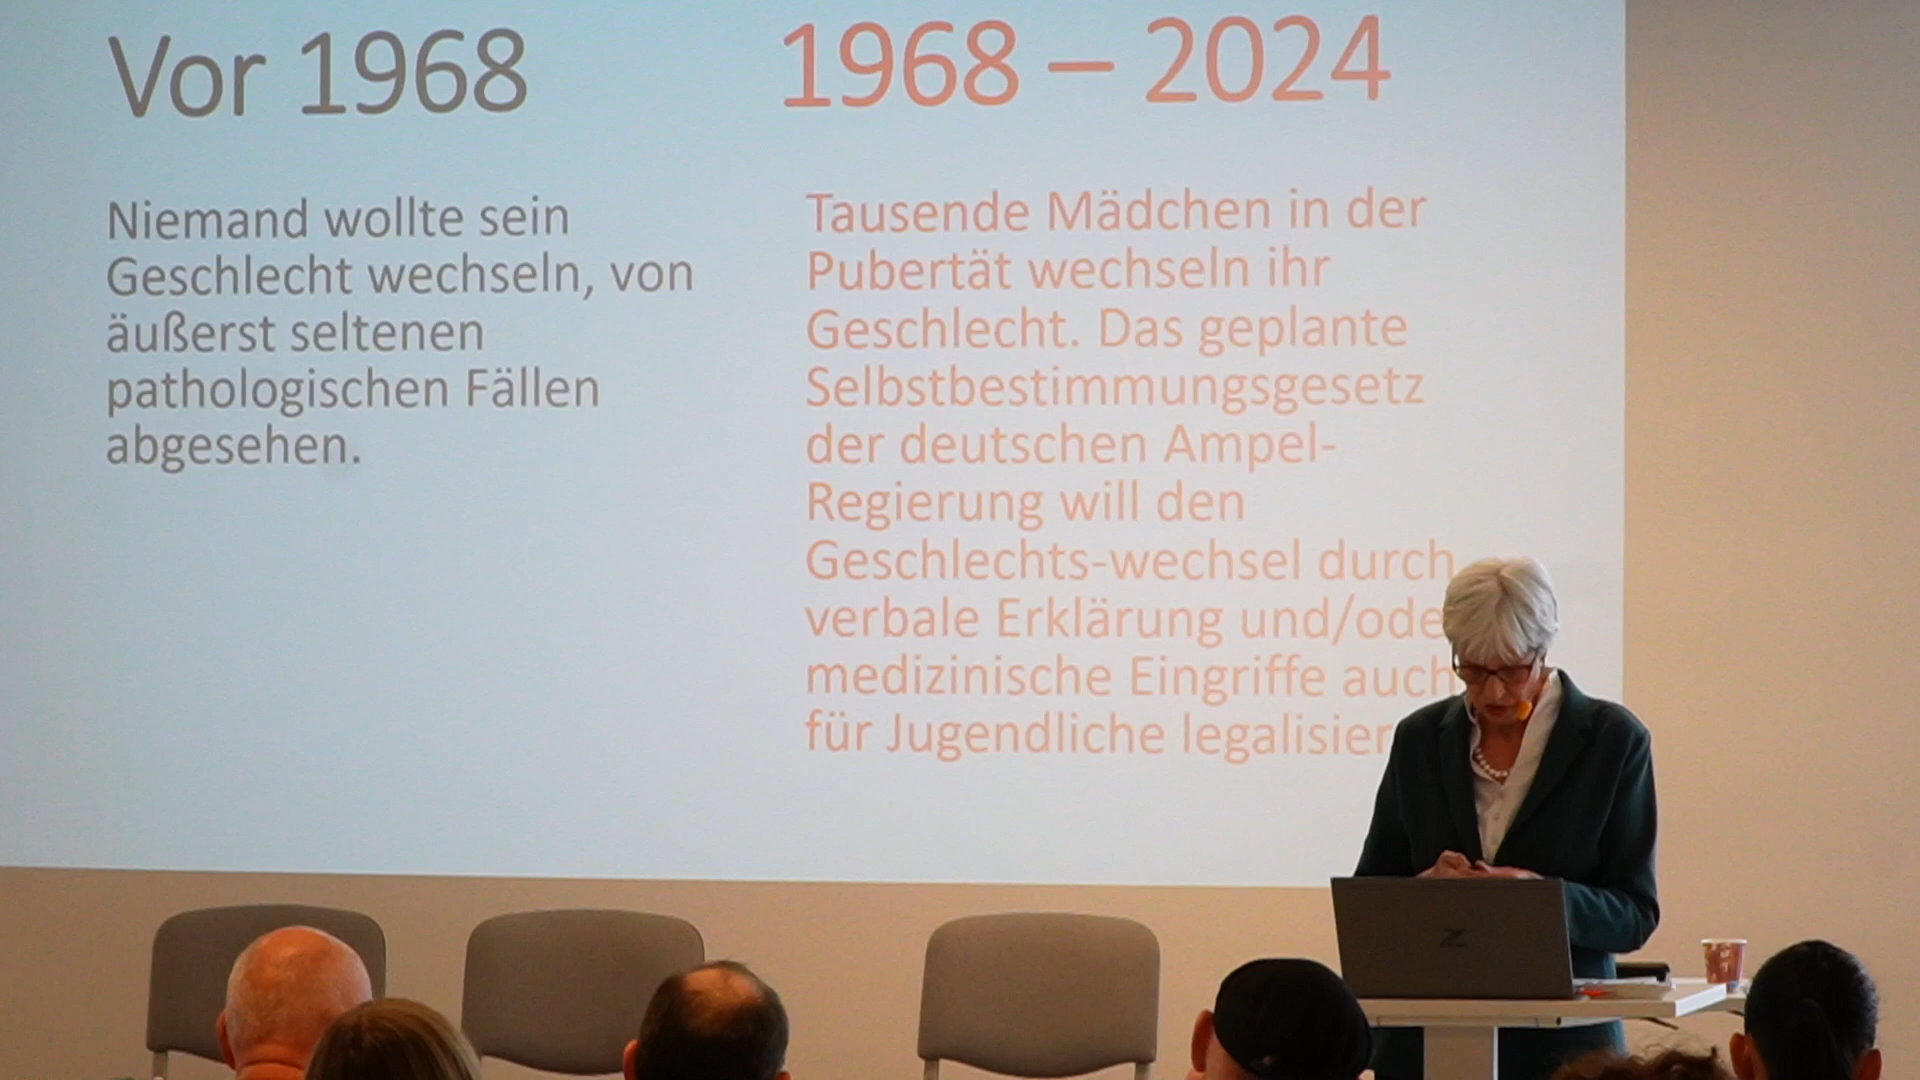 Vor 1968
Niemand wollte sein
Geschlecht wechseln, von
äußerst seltenen
pathologischen Fällen
abgesehen.
1968 – 2024
Tausende Mädchen in der
Pubertät wechseln ihr
Geschlecht. Das geplante
Selbstbestimmungsgesetz
der deutschen Ampel-
Regierung will den
Geschlechts-wechsel durch
verbale Erklärung und/ode
medizinische Eingriffe auch
für Jugendliche legalisier